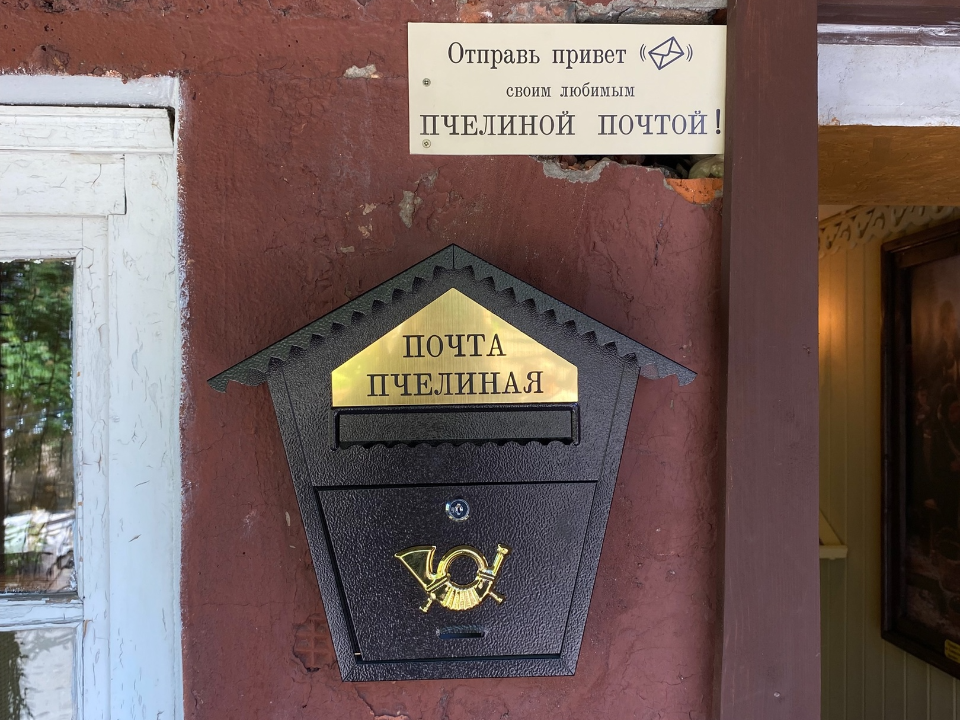 Отправь привет
своим любимым
ПЧЕЛИНОЙ ПОЧТОЙ!
ПОЧТА
ПЧЕЛИНАЯ